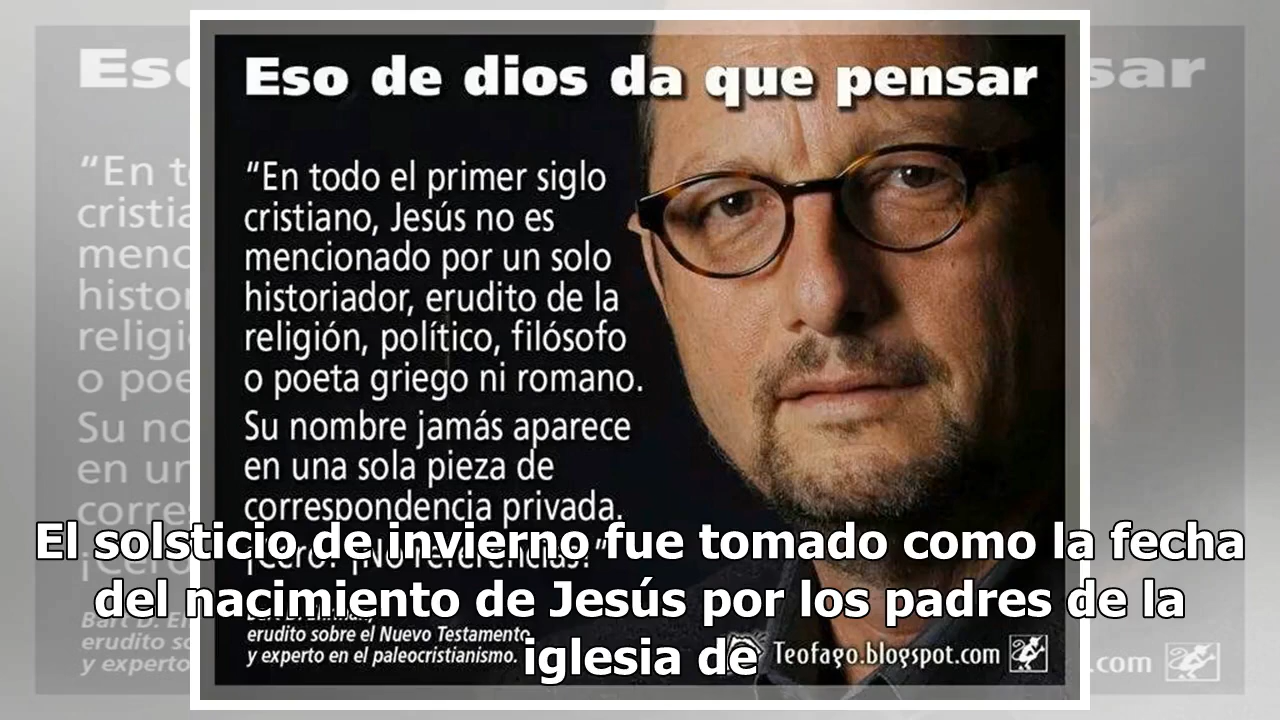 Eso de dios da que pensar
“En todo el primer siglo
cristiano, Jesús no es
mencionado por un solo
historiador, erudito de la
religión, político, filósofo
o poeta griego ni romano.
Su nombre jamás aparece
en una sola pieza de
correspondencia privada.
¡Cero! ¡No referencias!”
erudito sobre el Nuevo Testamento
y experto en el paleocristianismo.
Teofago.blogspot.com
El solsticio de invierno fue tomado como la fecha
del nacimiento de Jesús por los padres de la
iglesia de